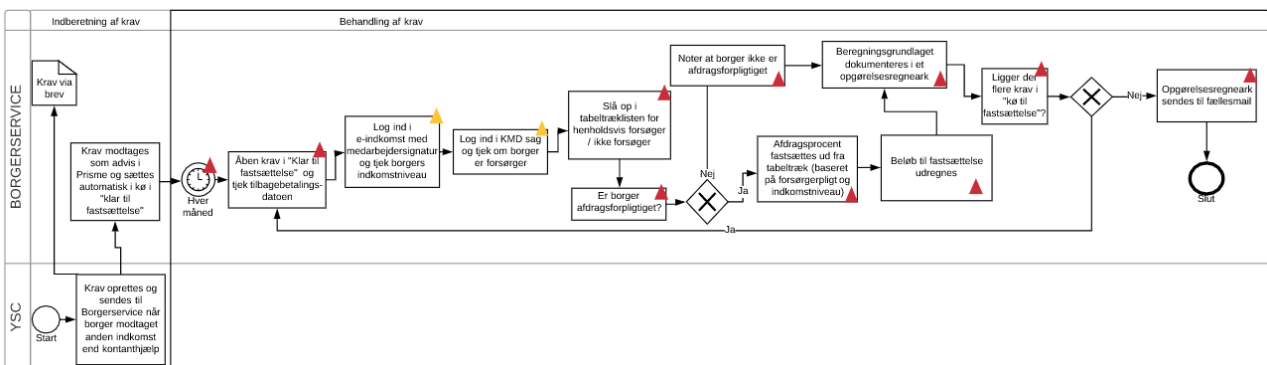 Indberetning af krav
Behandling af krav
BORGERSERVICE
Krav via
brev
Krav modtages
som advis i
Prisme og sættes
automatisk i kø i
"klar til
fastsættelse"
Hver
måned
Åben krav i "Klar til
fastsættelse" og
tjek tilbagebetalings-
datoen
Log ind i
e-indkomst med
medarbejdersignatur
og tjek borgers
indkomstniveau
Log ind i KMD sag
og tjek om borger
er forsørger
Slå op i
tabeltræklisten for
henholdsvis forsøger
/ ikke forsøger
Er borger
afdragsforpligtiget?
Noter at borger ikke er
afdragsforpligtiget
Nej
Ja
Afdragsprocent
fastsættes ud fra
tabeltræk (baseret
på forsørgerpligt og
indkomstniveau)
Beløb til fastsættelse
udregnes
Beregningsgrundlaget
dokumenteres i et
opgørelsesregneark
Ligger der
flere krav i
"kø til
fastsættelse"?
Nej
Ja
Opgørelsesregneark
sendes til fællesmail
Slut
YSC
Start
Krav oprettes og
sendes til
Borgerservice når
borger modtaget
anden indkomst
end kontanthjælp